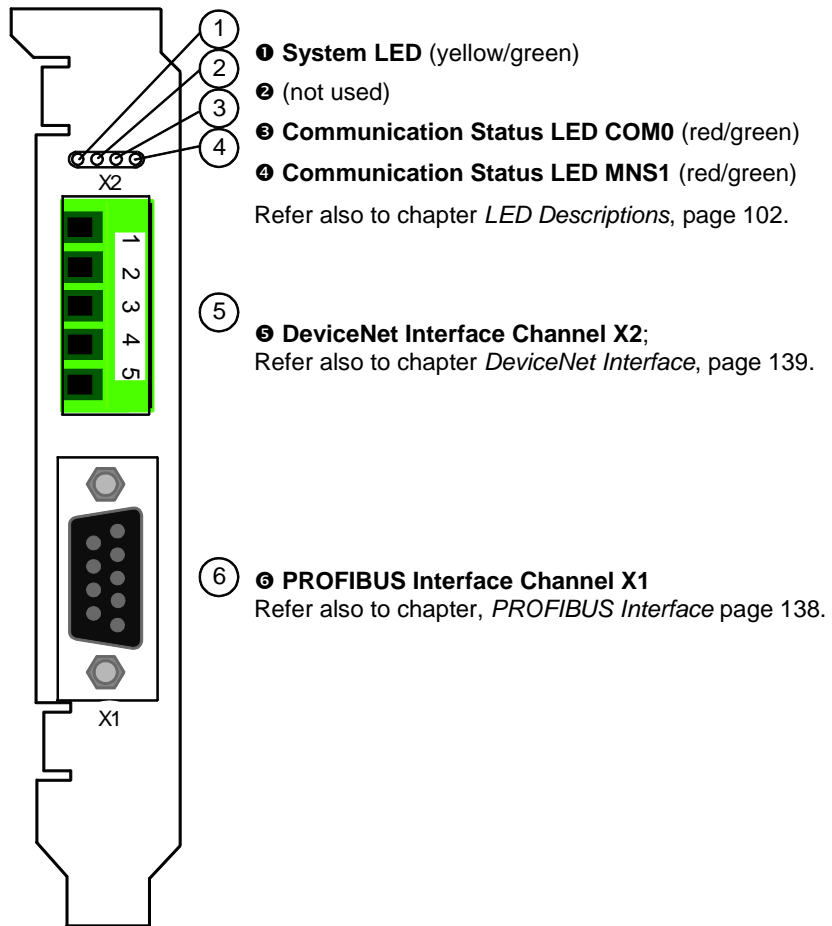 1
2
3
4
❶ System LED (yellow/green)
❷ (not used)
❸ Communication Status LED COM0 (red/green)
❹ Communication Status LED MNS1 (red/green)
Refer also to chapter LED Descriptions, page 102.
X2
1
2
3
4
5
5
❺ DeviceNet Interface Channel X2;
Refer also to chapter DeviceNet Interface, page 139.
6
❻ PROFIBUS Interface Channel X1
Refer also to chapter, PROFIBUS Interface page 138.
X1